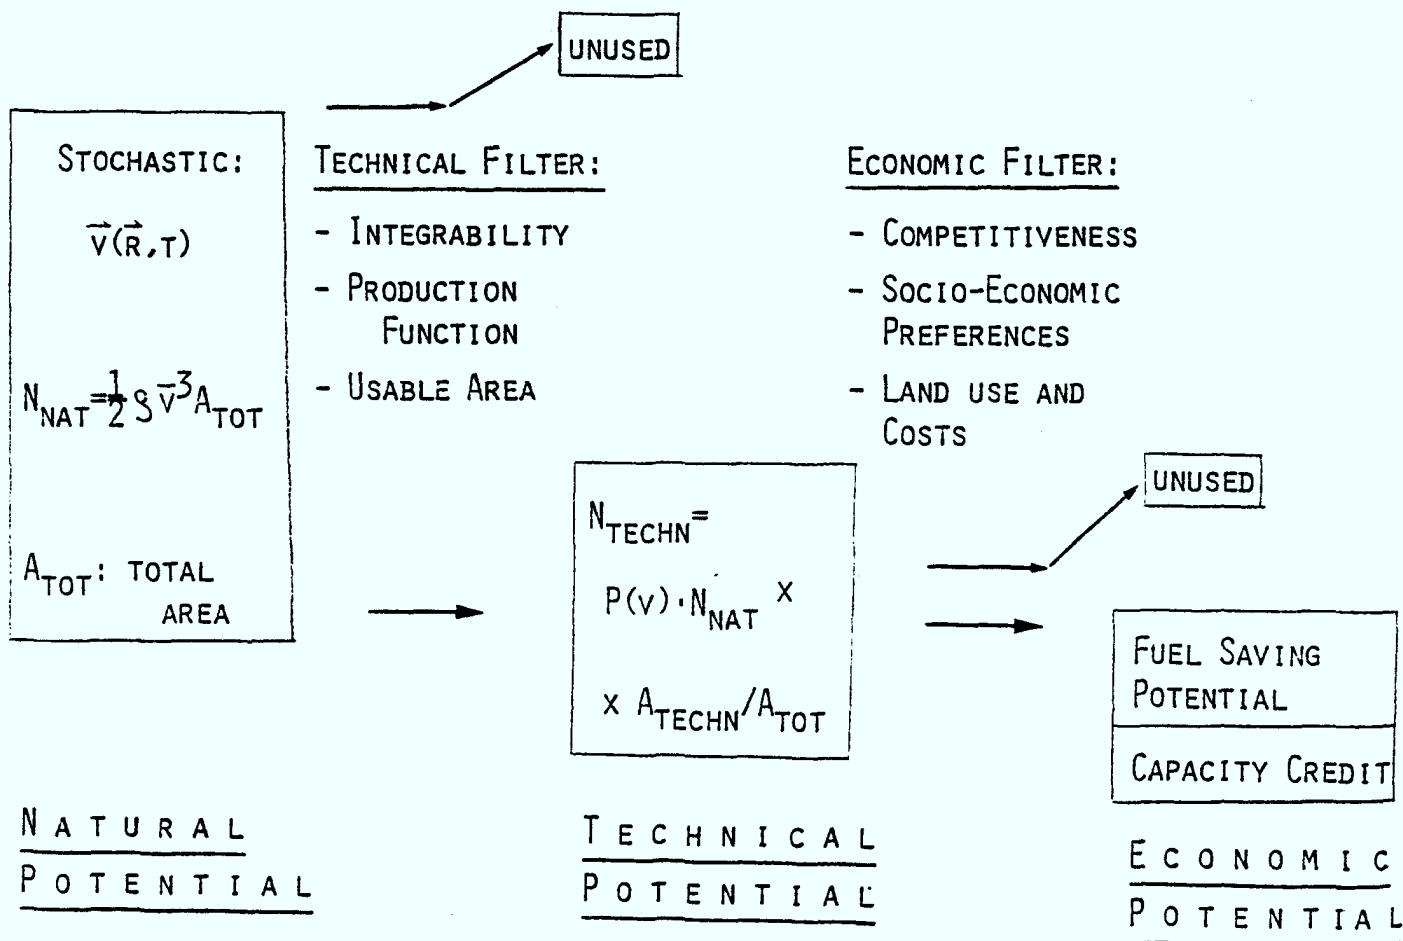 UNUSED
STOCHASTIC:
V⃗(R⃗,T)
N_NAT=½ ρ v̄³ A_TOT
A_TOT: TOTAL
AREA
TECHNICAL FILTER:
- INTEGRABILITY
- PRODUCTION
FUNCTION
- USABLE AREA
ECONOMIC FILTER:
- COMPETITIVENESS
- SOCIO-ECONOMIC
PREFERENCES
- LAND USE AND
COSTS
N_TECHN=
P(V)·N_NAT X
X A_TECHN/A_TOT
UNUSED
FUEL SAVING
POTENTIAL
CAPACITY CREDIT
NATURAL
POTENTIAL
TECHNICAL
POTENTIAL
ECONOMIC
POTENTIAL